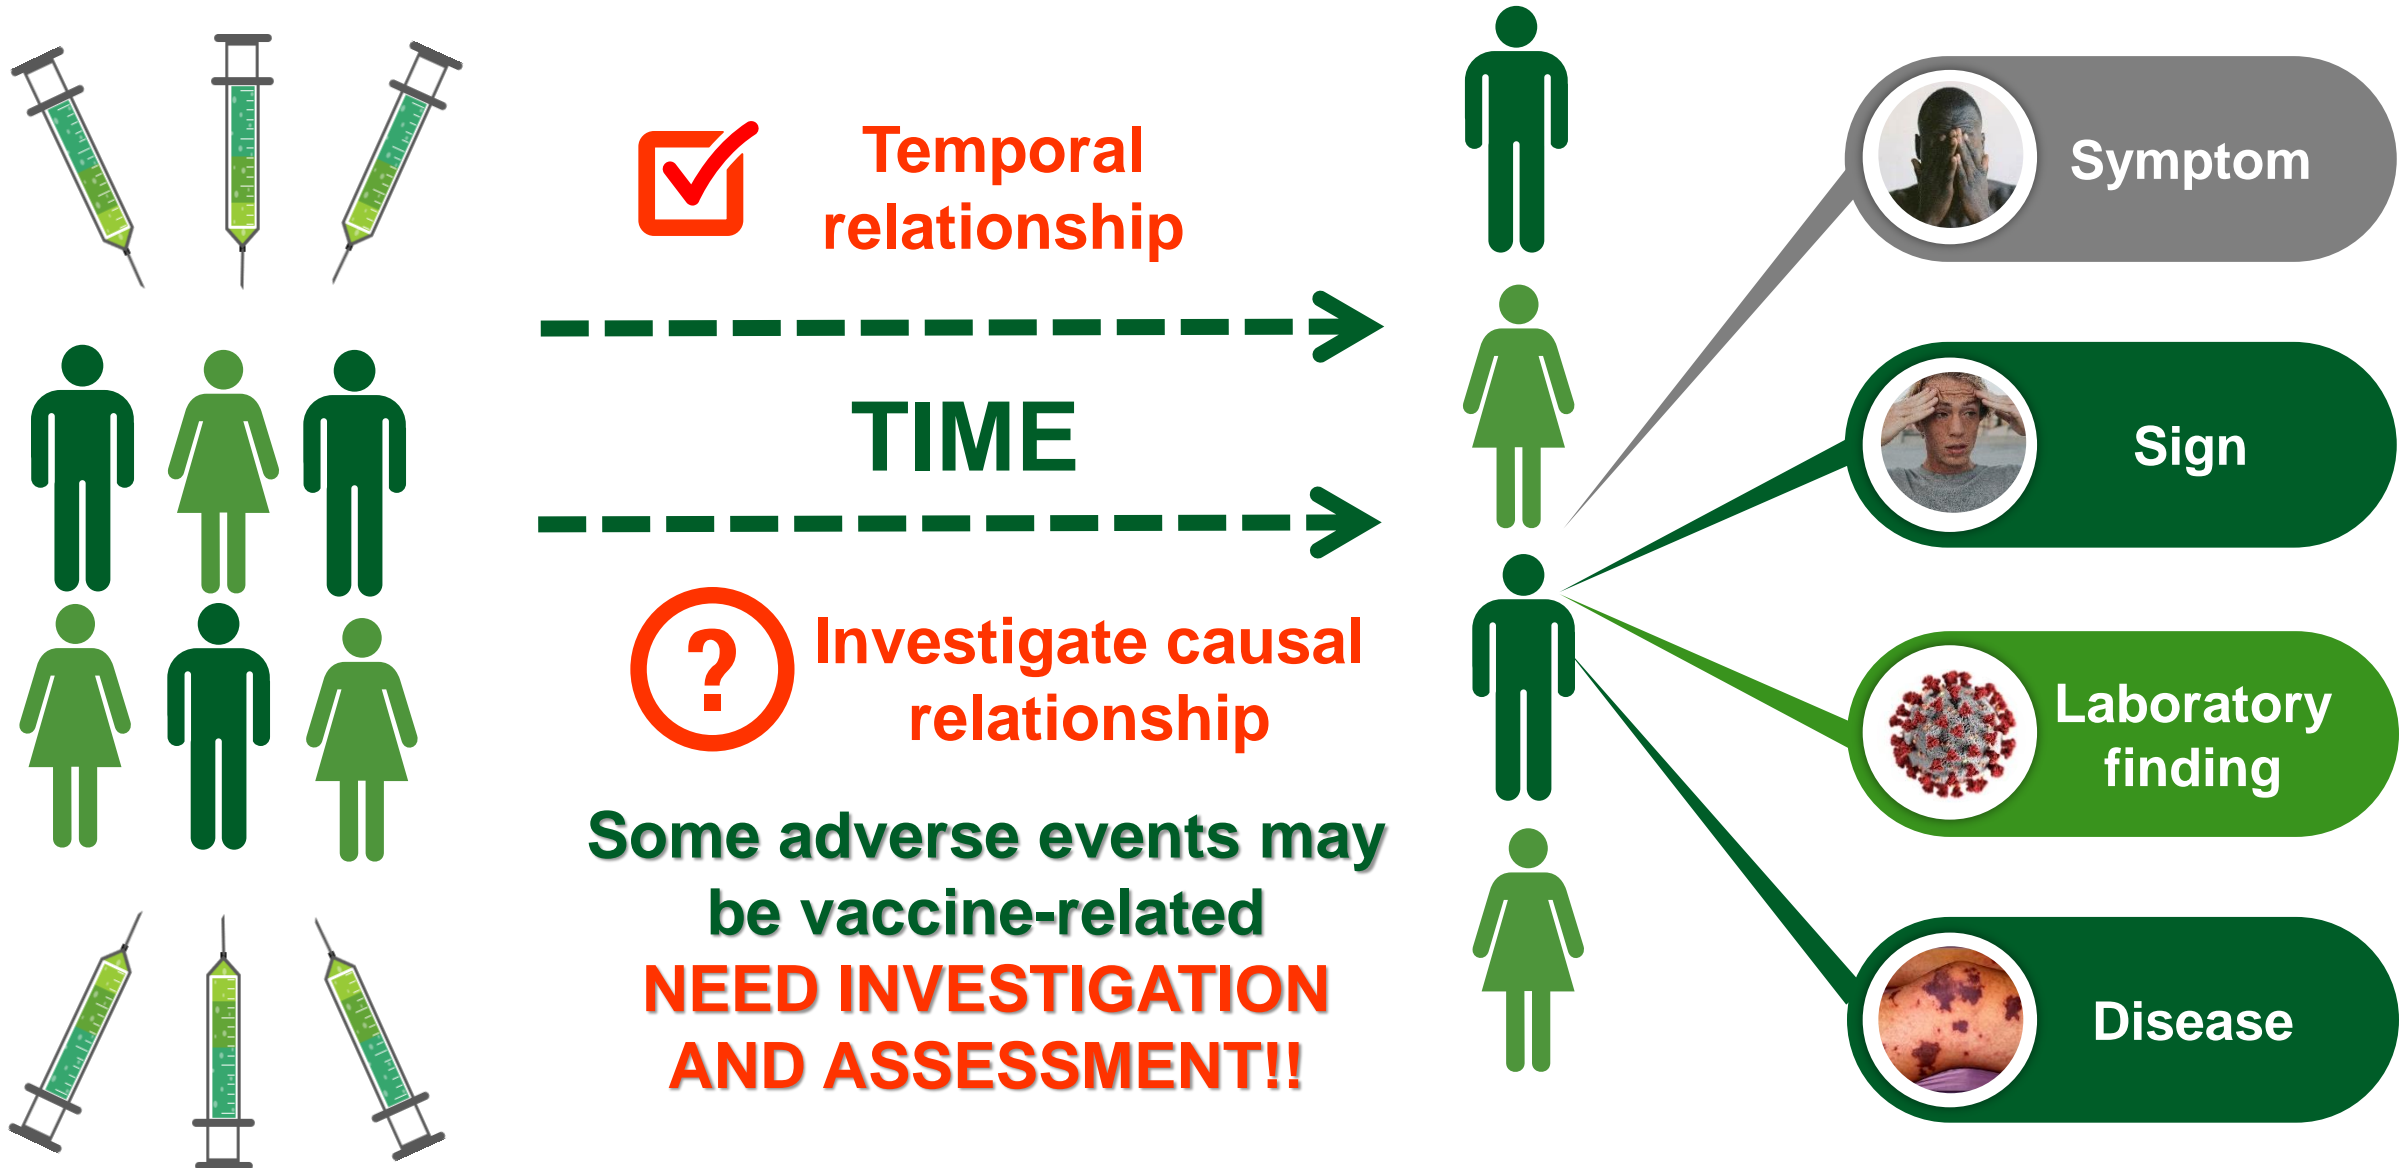 Temporal
relationship
TIME
?
Investigate causal
relationship
Some adverse events may
be vaccine-related
NEED INVESTIGATION
AND ASSESSMENT!!
Symptom
Sign
Laboratory
finding
Disease